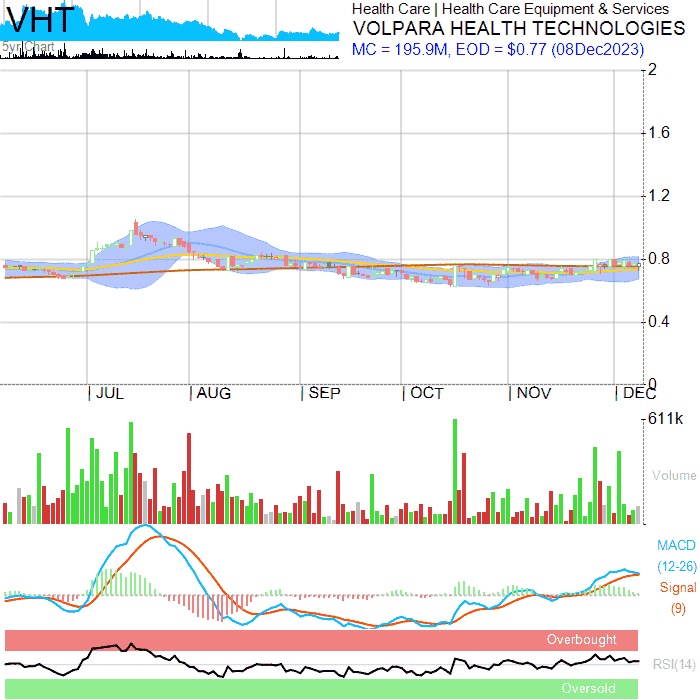 VHT
5yr Chart
Health Care | Health Care Equipment & Services
VOLPARA HEALTH TECHNOLOGIES
MC = 195.9M, EOD = $0.77 (08Dec2023)
2
1.6
1.2
0.8
0.4
0
JUL AUG SEP OCT NOV DEC
611k
Volume
MACD
(12-26)
Signal
(9)
Overbought
RSI(14)
Oversold